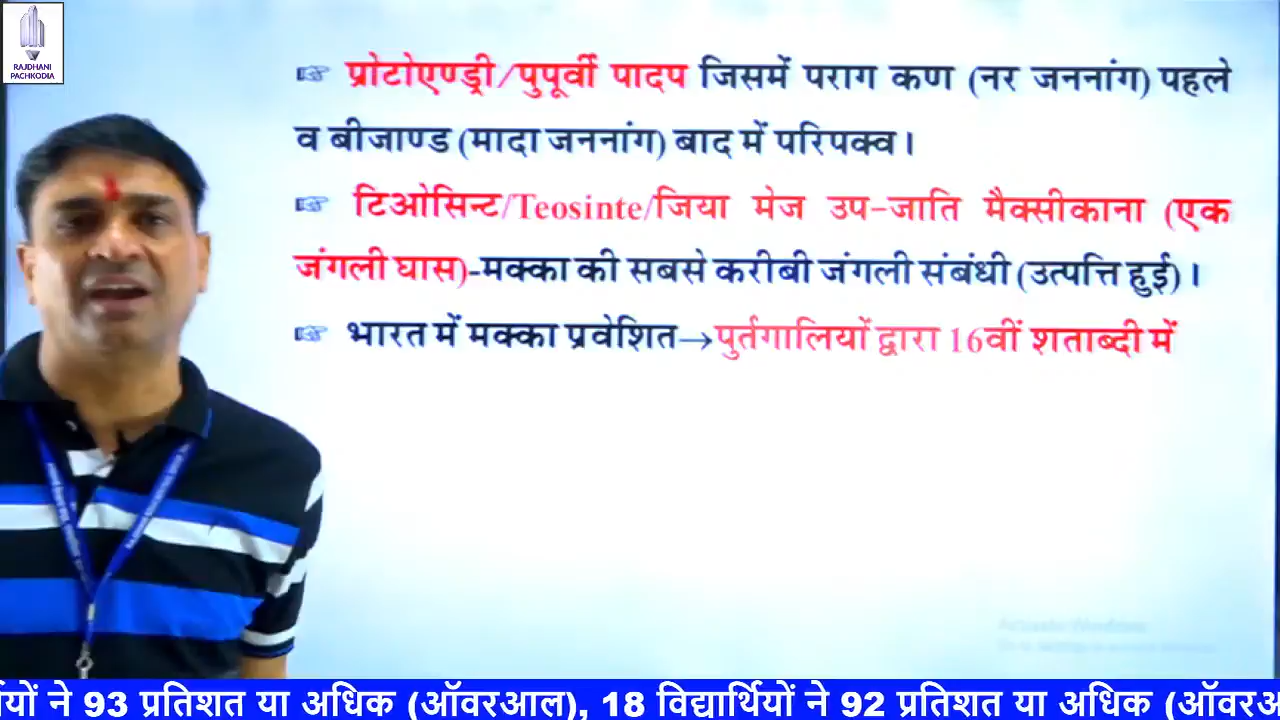 RAJDHANI
PACHKODIA
☞ प्रोटोएण्ड्री/पुपूर्वी पादप जिसमें पराग कण (नर जननांग) पहले
व बीजाण्ड (मादा जननांग) बाद में परिपक्व।
☞ टिओसिन्ट/Teosinte/जिया मेज उप-जाति मैक्सीकाना (एक
जंगली घास)-मक्का की सबसे करीबी जंगली संबंधी (उत्पत्ति हुई)।
☞ भारत में मक्का प्रवेशित→पुर्तगालियों द्वारा 16वीं शताब्दी में
ने 93 प्रतिशत या अधिक (ऑवरआल), 18 विद्यार्थियों ने 92 प्रतिशत या अधिक